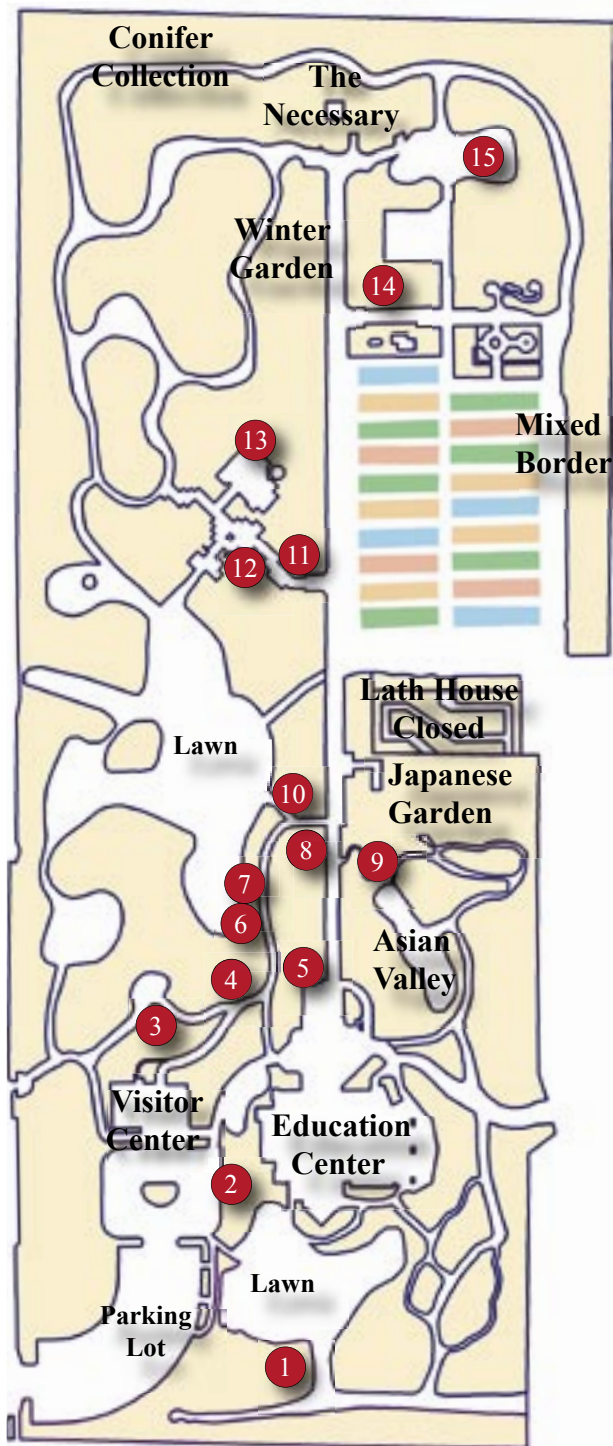 Conifer
Collection
The
Necessary
15
Winter
Garden
14
13
Mixed
Border
11
12
Lath House
Closed
Lawn
Japanese
Garden
10
8
9
7
6
Asian
Valley
5
4
3
Visitor
Center
Education
Center
2
Lawn
Parking
Lot
1